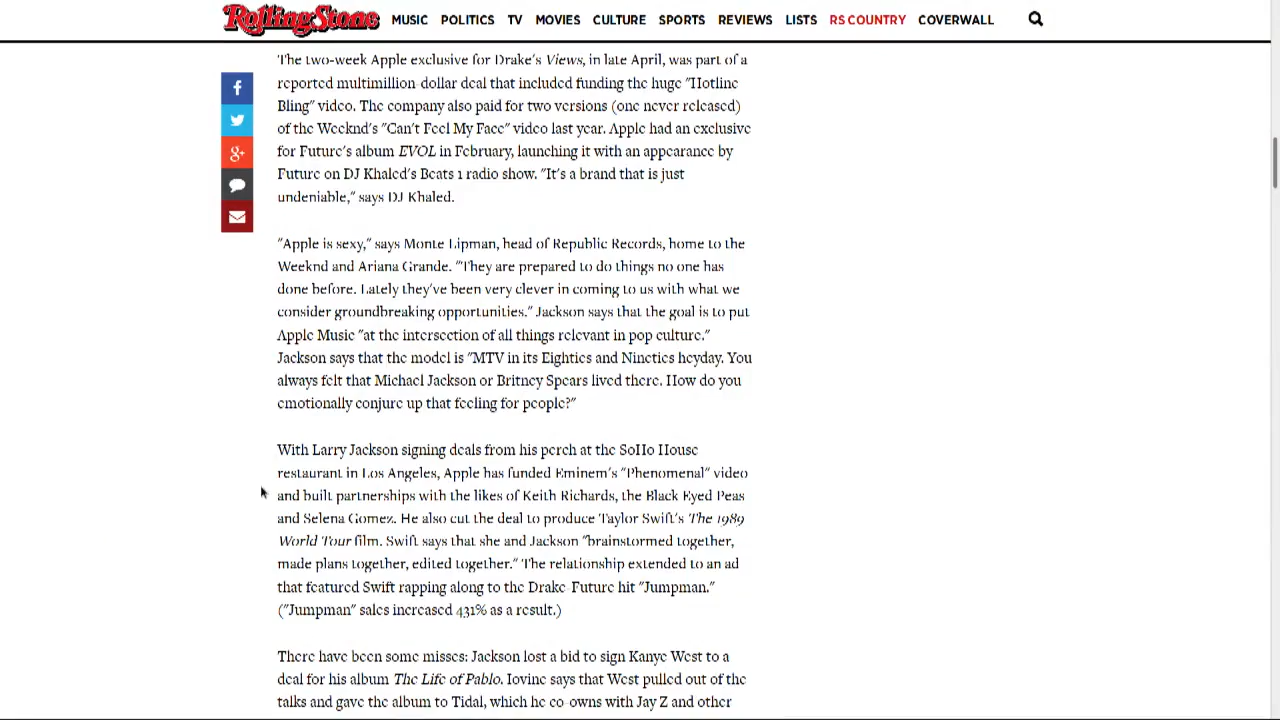 RollingStone MUSIC POLITICS TV MOVIES CULTURE SPORTS REVIEWS LISTS RS COUNTRY COVERWALL
The two-week Apple exclusive for Drake's Views, in late April, was part of a
reported multimillion-dollar deal that included funding the huge "Hotline
Bling" video. The company also paid for two versions (one never released)
of the Weeknd's "Can't Feel My Face" video last year. Apple had an exclusive
for Future's album EVOL in February, launching it with an appearance by
Future on DJ Khaled's Beats 1 radio show. "It's a brand that is just
undeniable," says DJ Khaled.
"Apple is sexy," says Monte Lipman, head of Republic Records, home to the
Weeknd and Ariana Grande. "They are prepared to do things no one has
done before. Lately they've been very clever in coming to us with what we
consider groundbreaking opportunities." Jackson says that the goal is to put
Apple Music "at the intersection of all things relevant in pop culture."
Jackson says that the model is "MTV in its Eighties and Nineties heyday. You
always felt that Michael Jackson or Britney Spears lived there. How do you
emotionally conjure up that feeling for people?"
With Larry Jackson signing deals from his perch at the SoHo House
restaurant in Los Angeles, Apple has funded Eminem's "Phenomenal" video
and built partnerships with the likes of Keith Richards, the Black Eyed Peas
and Selena Gomez. He also cut the deal to produce Taylor Swift's The 1989
World Tour film. Swift says that she and Jackson "brainstormed together,
made plans together, edited together." The relationship extended to an ad
that featured Swift rapping along to the Drake-Future hit "Jumpman."
("Jumpman" sales increased 431% as a result.)
There have been some misses: Jackson lost a bid to sign Kanye West to a
deal for his album The Life of Pablo. Iovine says that West pulled out of the
talks and gave the album to Tidal, which he co-owns with Jay Z and other